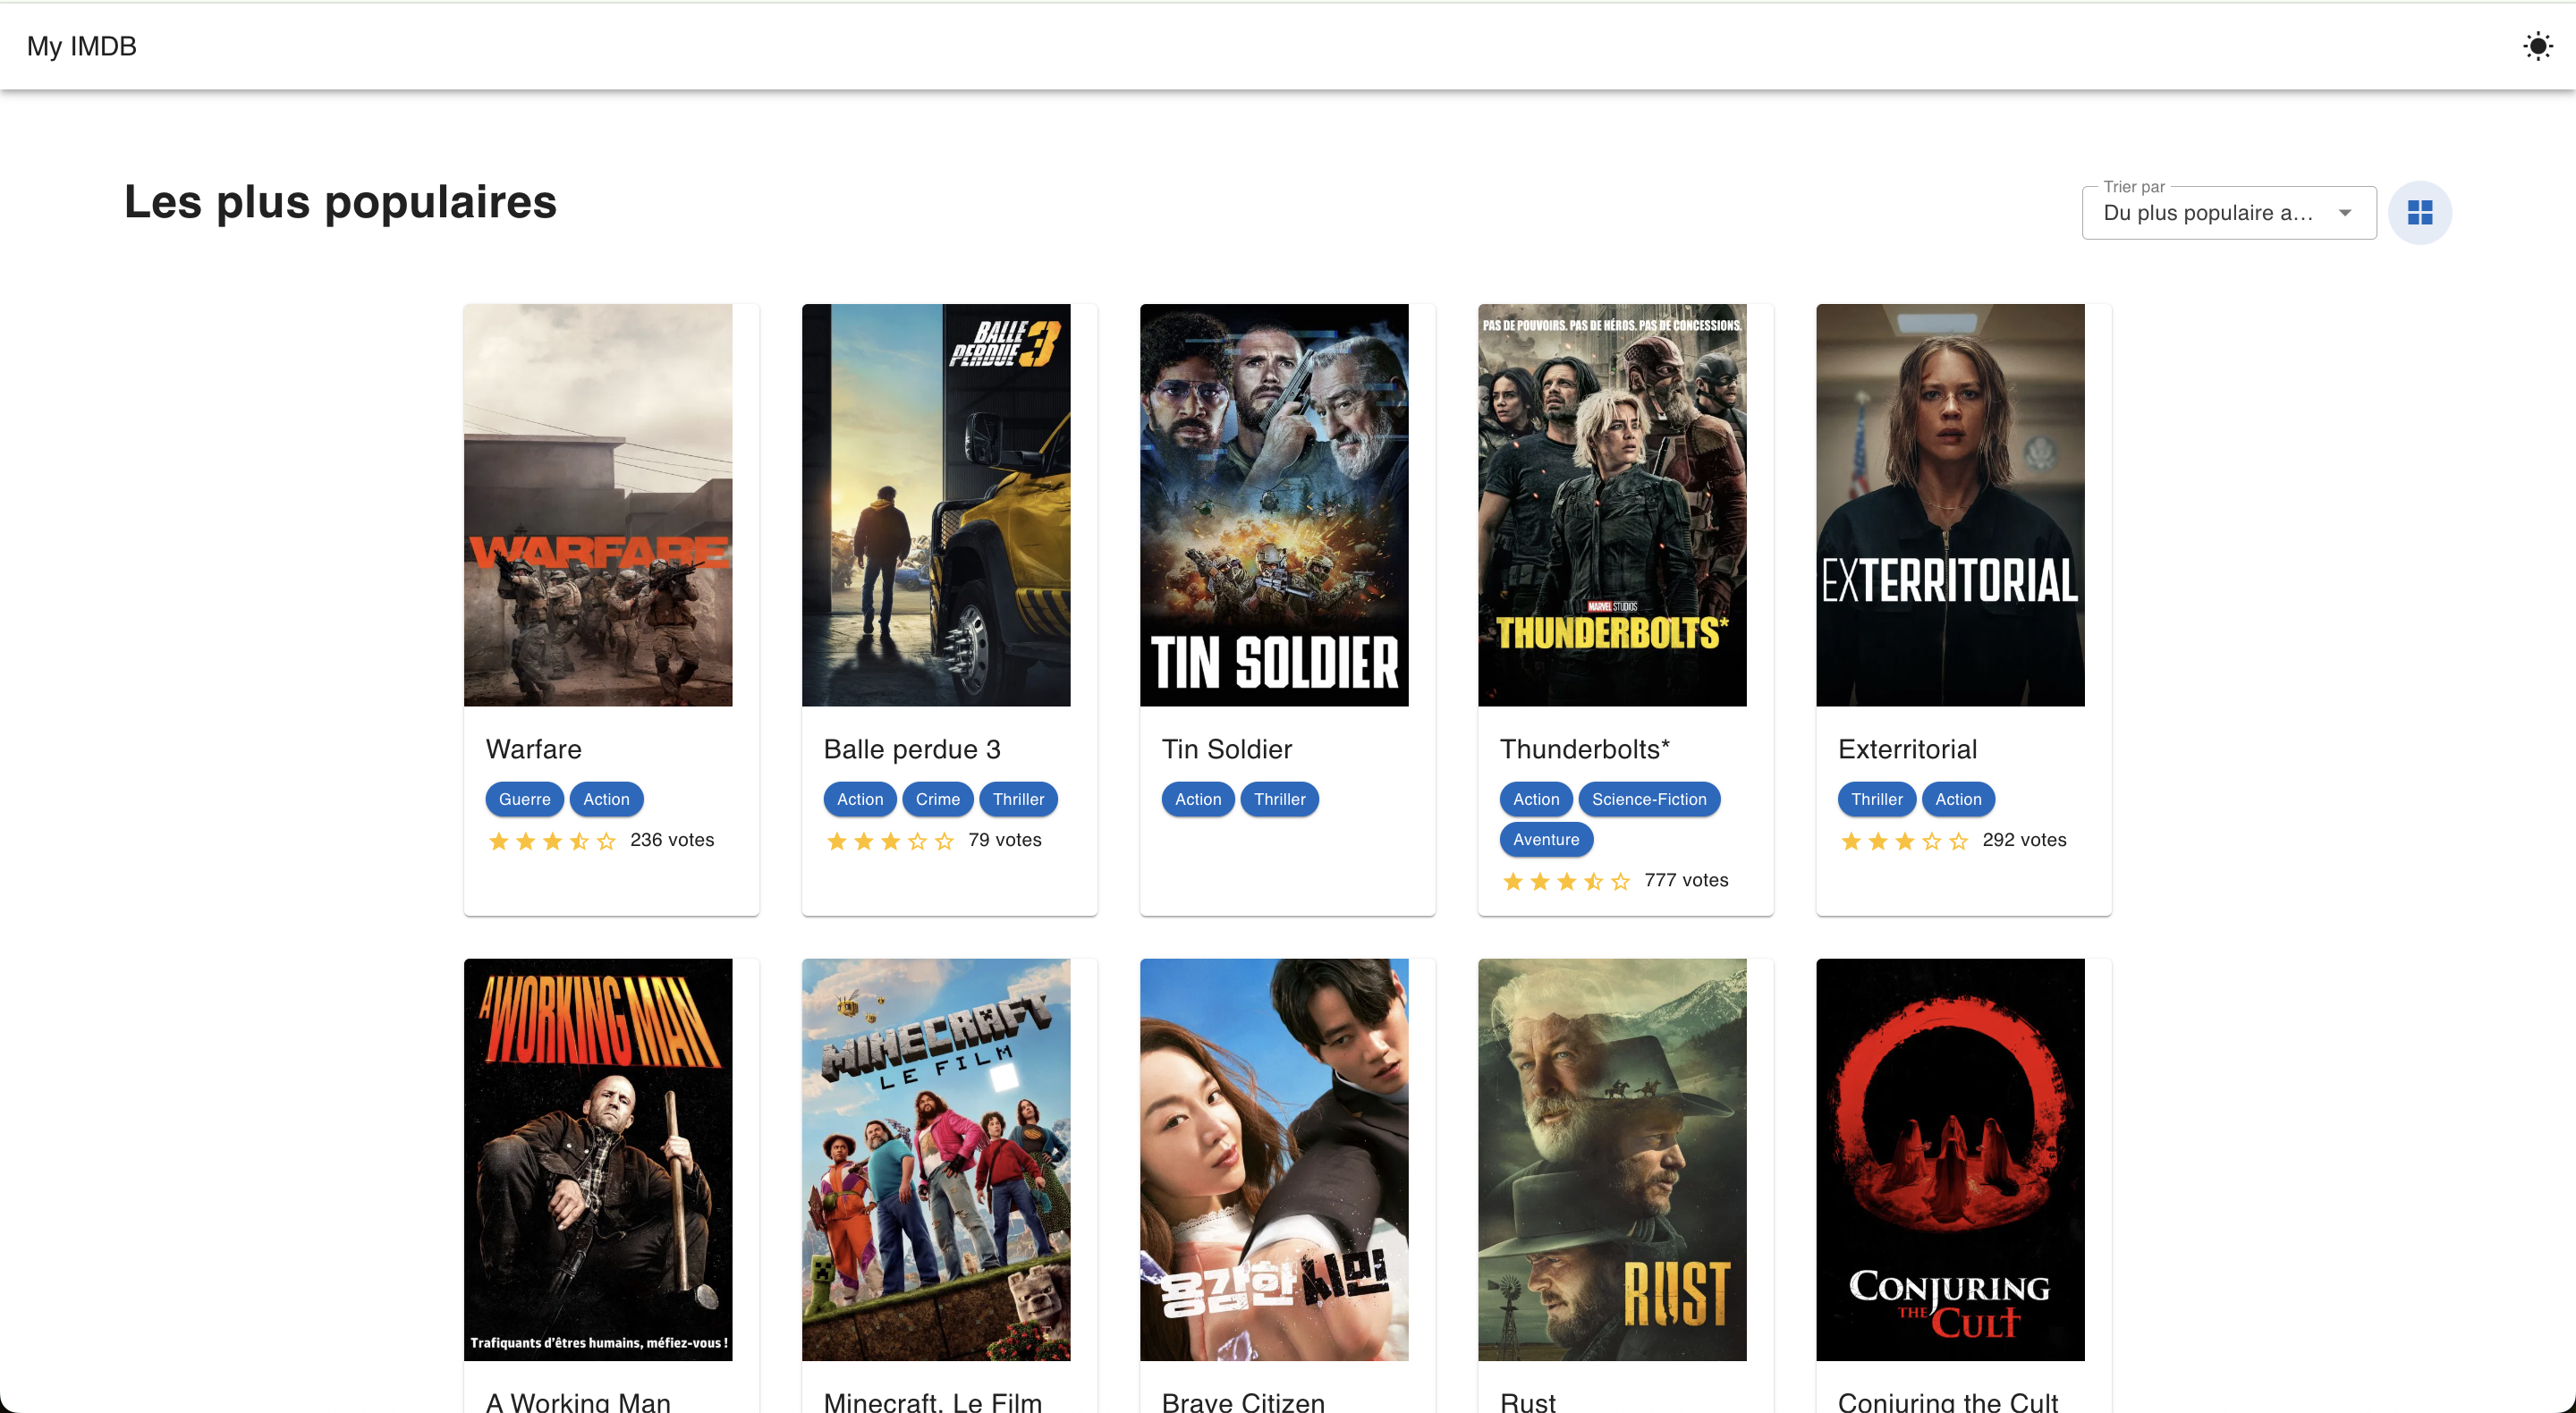 My IMDB
Les plus populaires
Trier par
Du plus populaire a...
WARFARE
BALLE
PERDUE 3
TIN SOLDIER
PAS DE POUVOIRS. PAS DE HÉROS. PAS DE CONCESSIONS.
MARVEL STUDIOS
THUNDERBOLTS*
EXTERRITORIAL
Warfare
Balle perdue 3
Tin Soldier
Thunderbolts*
Exterritorial
Guerre Action
Action Crime Thriller
Action Thriller
Action Science-Fiction
Aventure
Thriller Action
236 votes
79 votes
777 votes
292 votes
A WORKING MAN
Trafiquants d'êtres humains, méfiez-vous !
MINECRAFT
LE FILM
용감한 시민
RUST
CONJURING
THE CULT
A Working Man
Minecraft, Le Film
Brave Citizen
Rust
Conjuring the Cult